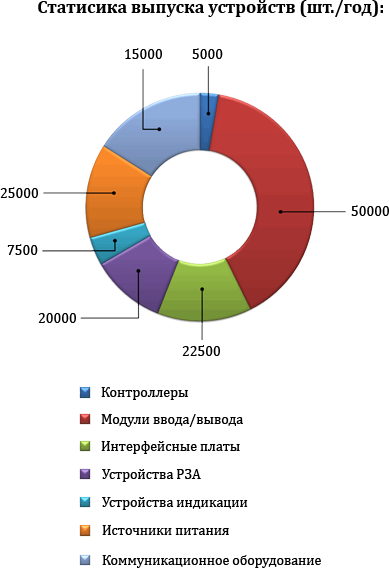 Статисика выпуска устройств (шт./год):
15000
5000
25000
50000
7500
20000
22500
Контроллеры
Модули ввода/вывода
Интерфейсные платы
Устройства РЗА
Устройства индикации
Источники питания
Коммуникационное оборудование